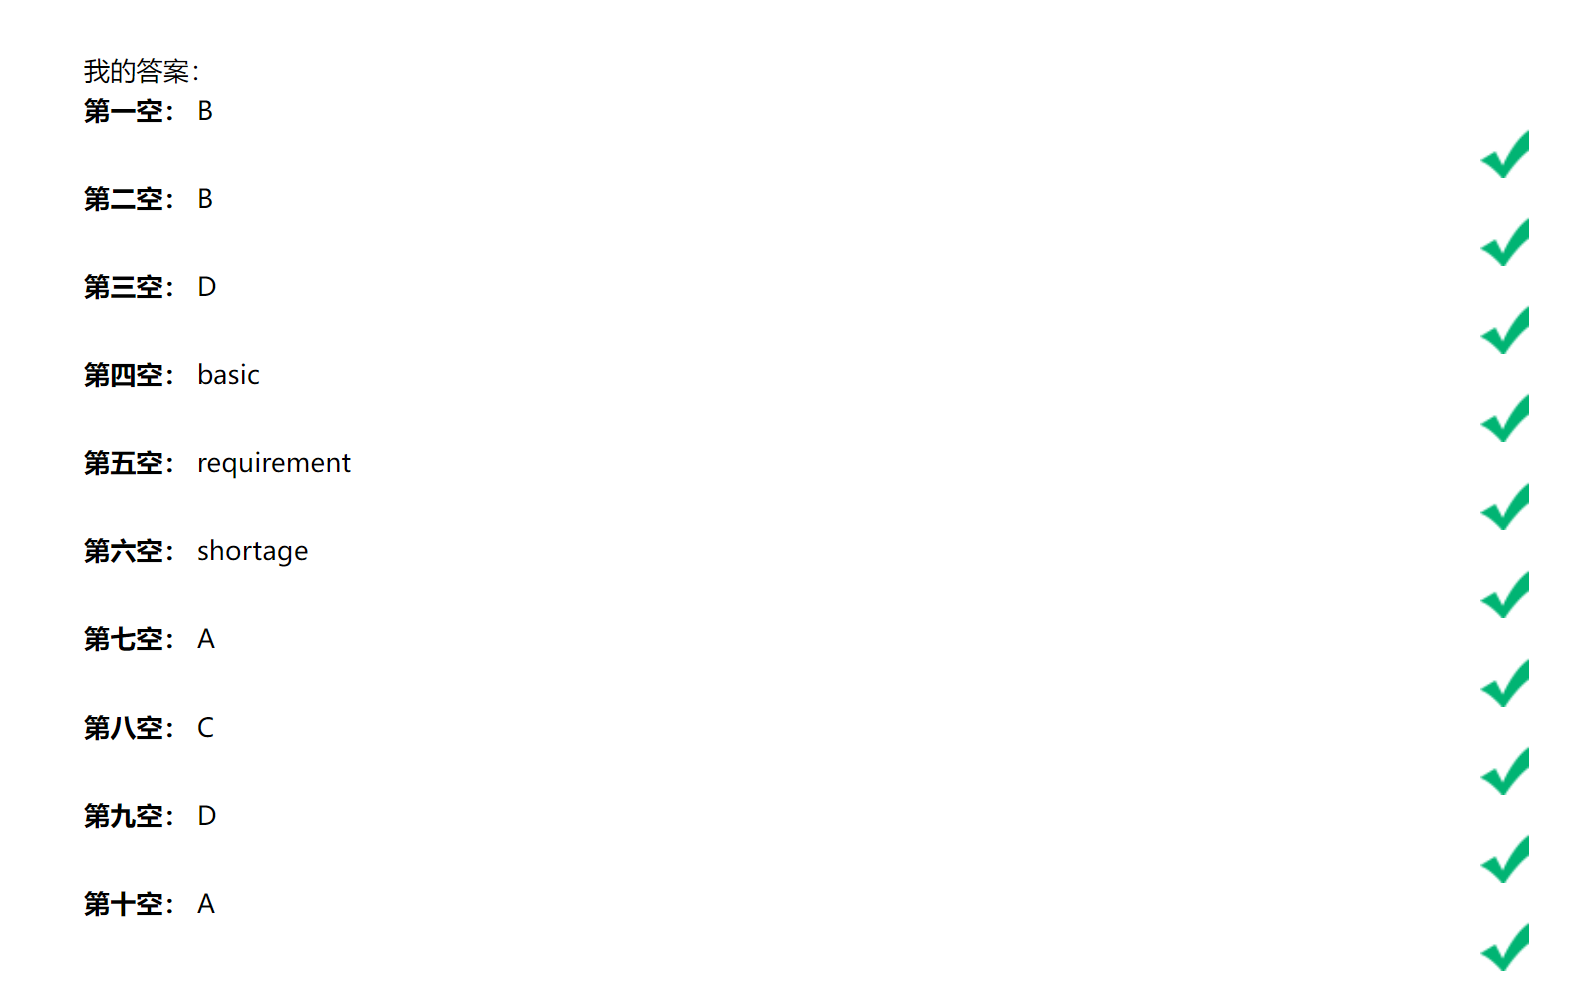 我的答案：
第一空： B
第二空： B
第三空： D
第四空： basic
第五空： requirement
第六空： shortage
第七空： A
第八空： C
第九空： D
第十空： A